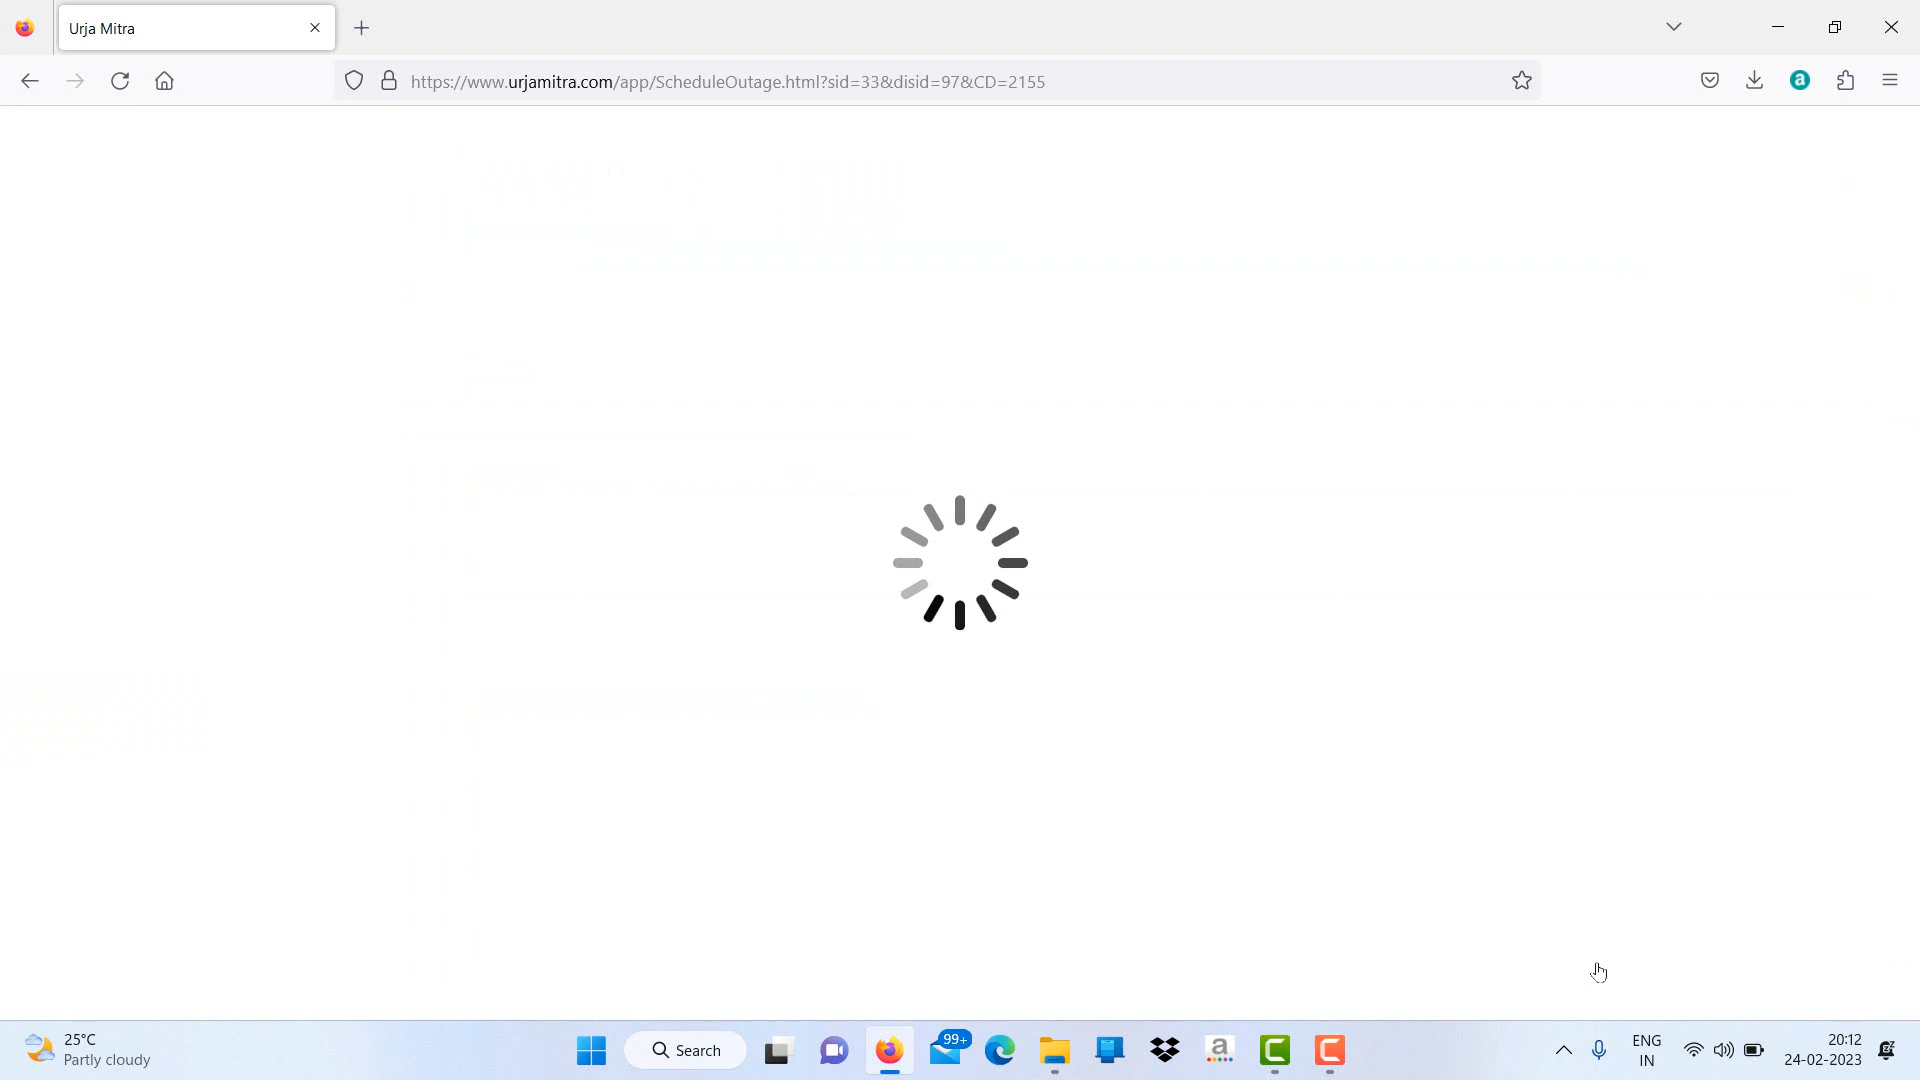 Urja Mitra
https://www.urjamitra.com/app/ScheduleOutage.html?sid=33&disid=97&CD=2155
a
25°C
Partly cloudy
Search
99+
a
ENG
IN
20:12
24-02-2023